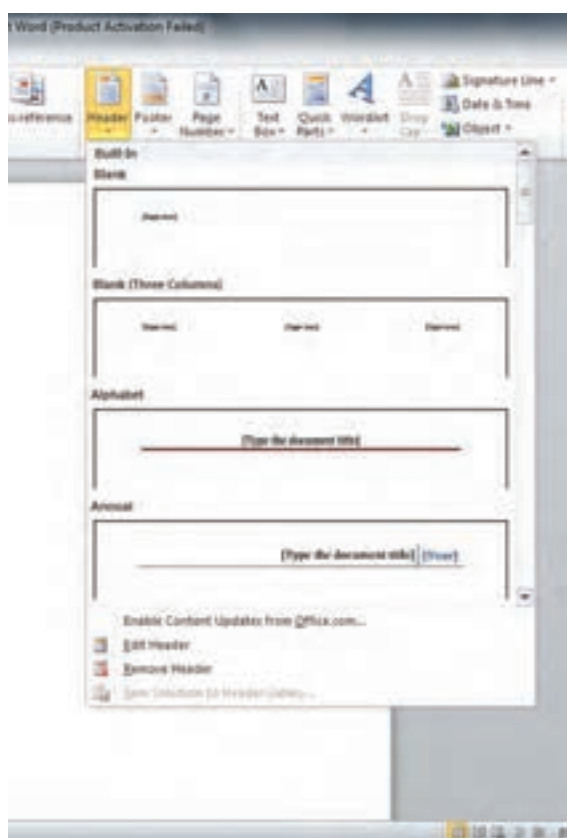 t Word (Product Activation Failed)
s-reference Header Footer Page Number Text Box Quick Parts WordArt Drop Cap Signature Line
Date & Time
Object
Built-In
Blank
[Type text]
Blank (Three Columns)
[Type text] [Type text] [Type text]
Alphabet
[Type the document title]
Annual
[Type the document title] [Year]
Enable Content Updates from Office.com...
Edit Header
Remove Header
Save Selection to Header Gallery...